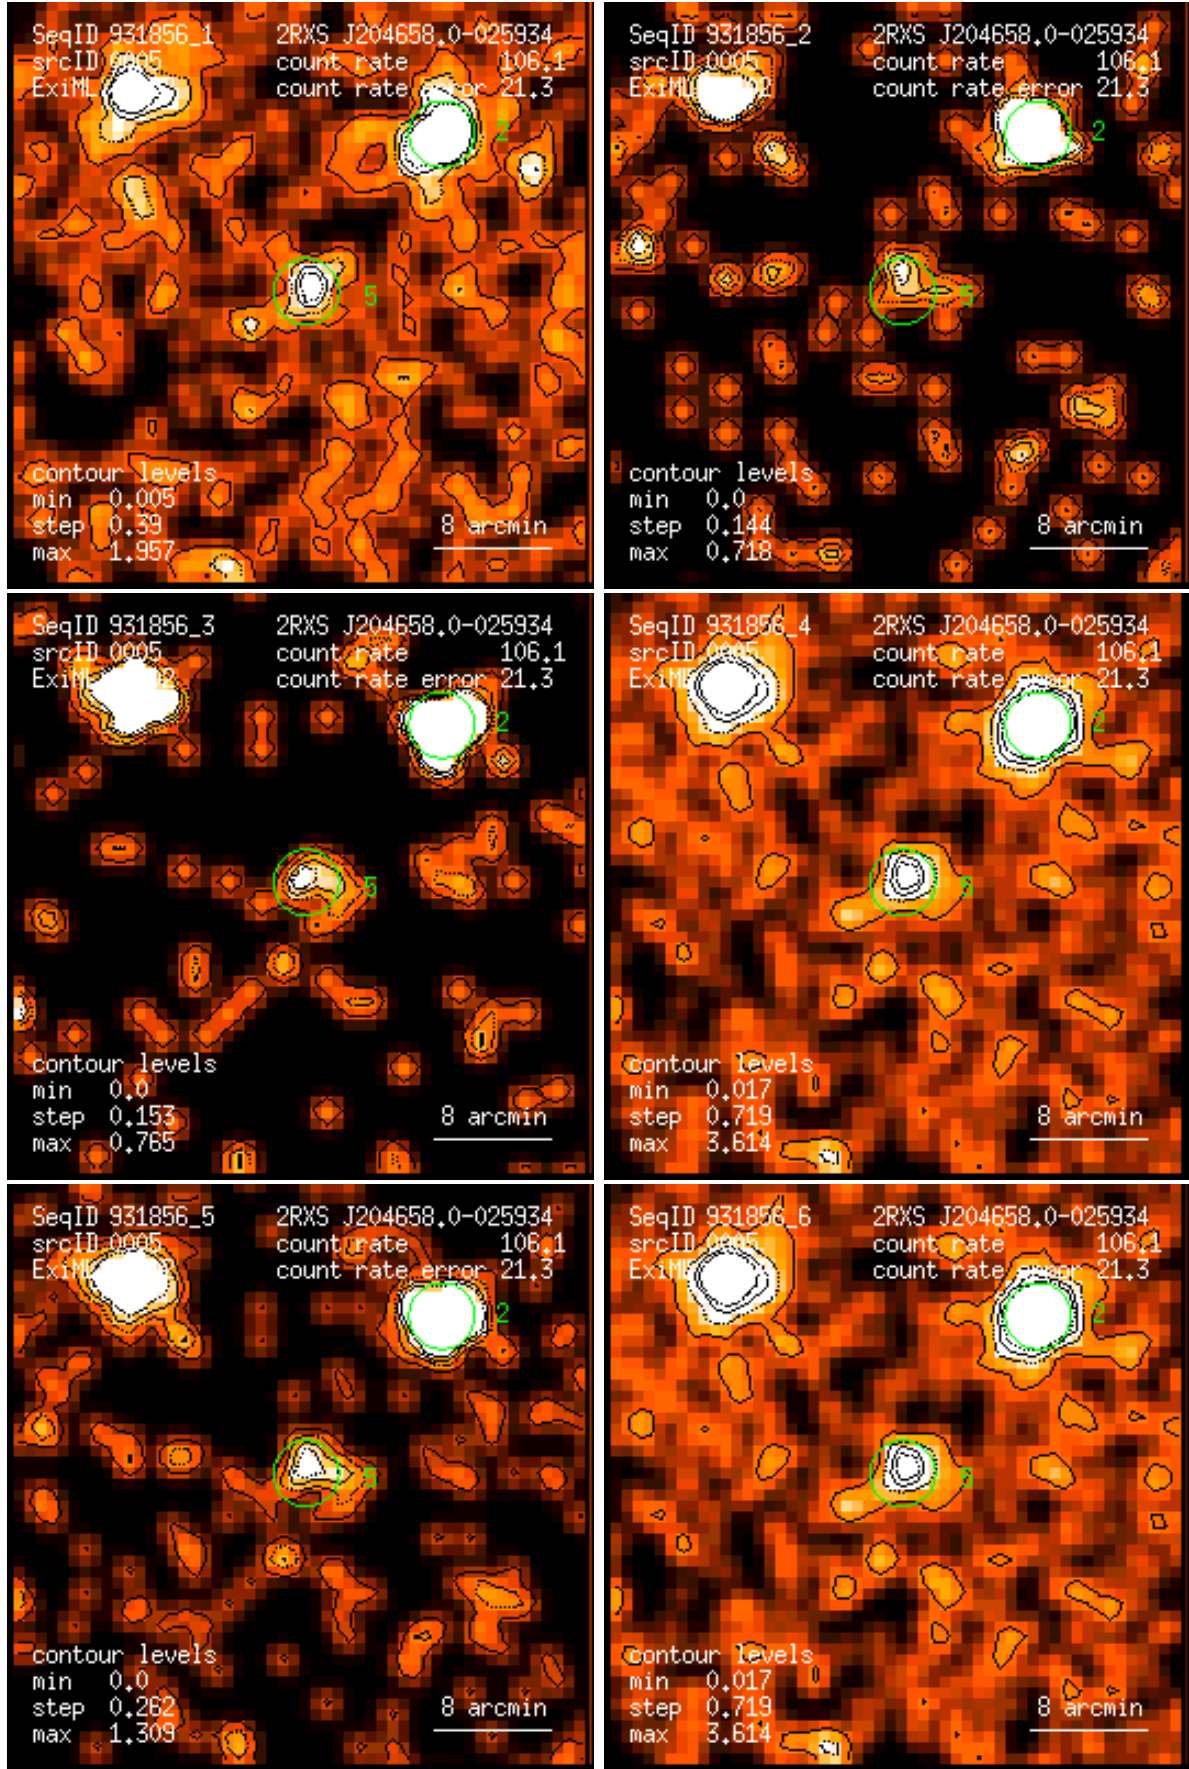 SeqID 931856_1 2RXS J204658.0-025934
srcID 0005 count rate 106.1
ExiML count rate error 21.3
2
5
contour levels
min 0.005
step 0.39
max 1.957
8 arcmin
SeqID 931856_2 2RXS J204658.0-025934
srcID 0005 count rate 106.1
count rate error 21.3
2
5
contour levels
min 0.0
step 0.144
max 0.718
8 arcmin
SeqID 931856_3 2RXS J204658.0-025934
srcID 0005 count rate 106.1
count rate error 21.3
2
5
contour levels
min 0.0
step 0.153
max 0.765
8 arcmin
SeqID 931856_4 2RXS J204658.0-025934
srcID 0005 count rate 106.1
count rate error 21.3
2
5
contour levels
min 0.017
step 0.719
max 3.614
8 arcmin
SeqID 931856_5 2RXS J204658.0-025934
srcID 0005 count rate 106.1
count rate error 21.3
2
5
contour levels
min 0.0
step 0.262
max 1.309
8 arcmin
SeqID 931856_6 2RXS J204658.0-025934
srcID 0005 count rate 106.1
count rate error 21.3
2
5
contour levels
min 0.017
step 0.719
max 3.614
8 arcmin